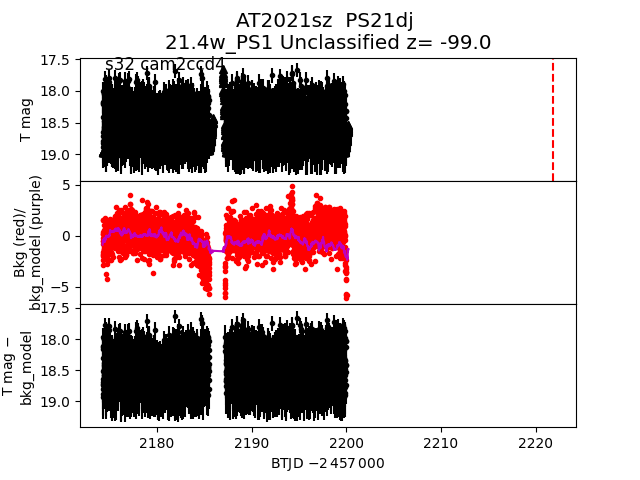 AT2021sz  PS21dj
21.4w_PS1 Unclassified z= -99.0
s32 cam2ccd4
17.5
18.0
18.5
19.0
T mag
5
0
−5
Bkg (red)/
bkg_model (purple)
17.5
18.0
18.5
19.0
T mag −
bkg_model
2180 2190 2200 2210 2220
BTJD −2 457 000